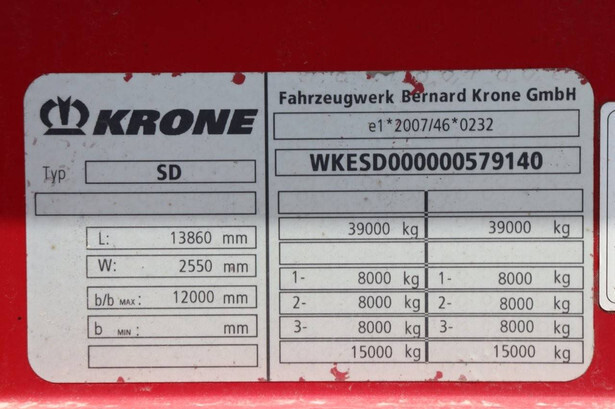 KRONE
Typ SD
L: 13860 mm
W: 2550 mm
b/b MAX: 12000 mm
b MIN: mm
Fahrzeugwerk Bernard Krone GmbH
e1*2007/46*0232
WKESD000000579140
39000 kg 39000 kg
1- 8000 kg 1- 8000 kg
2- 8000 kg 2- 8000 kg
3- 8000 kg 3- 8000 kg
15000 kg 15000 kg